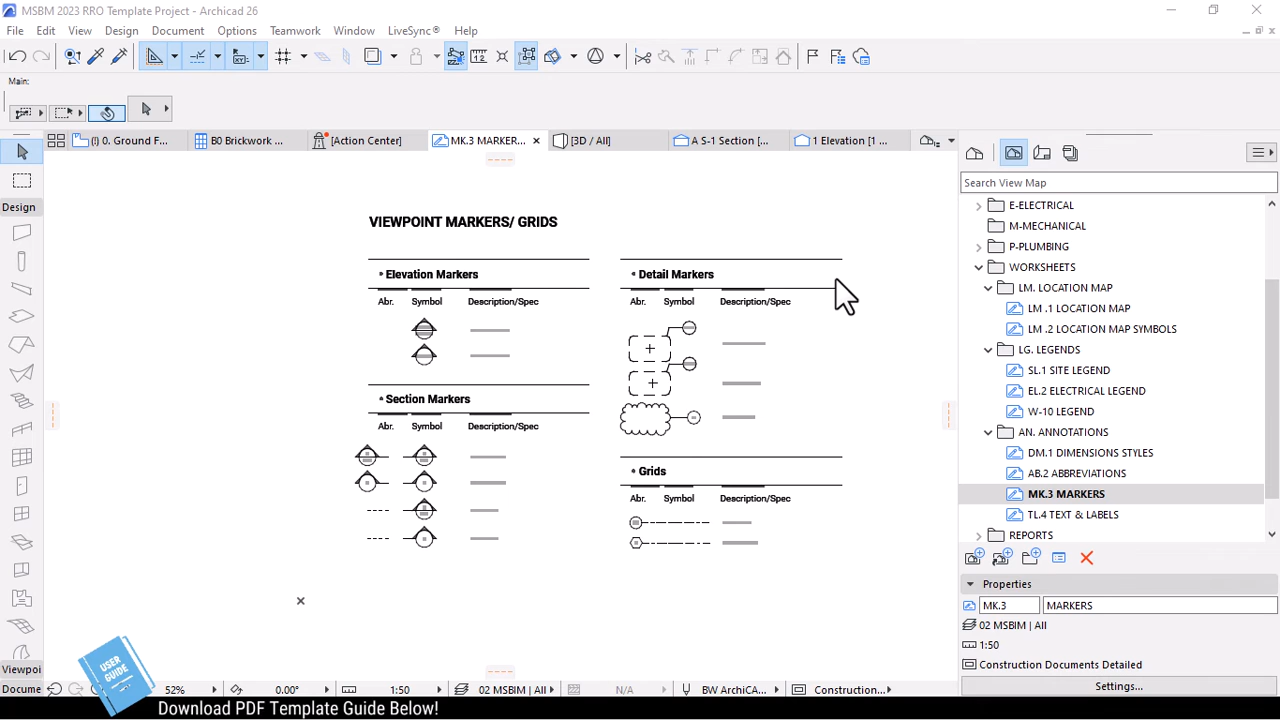 MSBM 2023 RRO Template Project - Archicad 26
File Edit View Design Document Options Teamwork Window LiveSync® Help
Main:
(!) 0. Ground F... B0 Brickwork ... [Action Center] MK.3 MARKER... [3D / All] A S-1 Section [... 1 Elevation [1 ...
Search View Map
Design
E-ELECTRICAL
M-MECHANICAL
P-PLUMBING
WORKSHEETS
LM. LOCATION MAP
LM .1 LOCATION MAP
LM .2 LOCATION MAP SYMBOLS
LG. LEGENDS
SL.1 SITE LEGEND
EL.2 ELECTRICAL LEGEND
W-10 LEGEND
AN. ANNOTATIONS
DM.1 DIMENSIONS STYLES
AB.2 ABBREVIATIONS
MK.3 MARKERS
TL.4 TEXT & LABELS
REPORTS
VIEWPOINT MARKERS/ GRIDS
• Elevation Markers
Abr. Symbol Description/Spec
• Section Markers
Abr. Symbol Description/Spec
• Detail Markers
Abr. Symbol Description/Spec
• Grids
Abr. Symbol Description/Spec
Properties
MK.3 MARKERS
02 MSBIM | All
1:50
Construction Documents Detailed
Settings...
Viewpoi
Docume
52% 0.00° 1:50 02 MSBIM | All N/A BW ArchiCA... Construction...
USER GUIDE
Download PDF Template Guide Below!